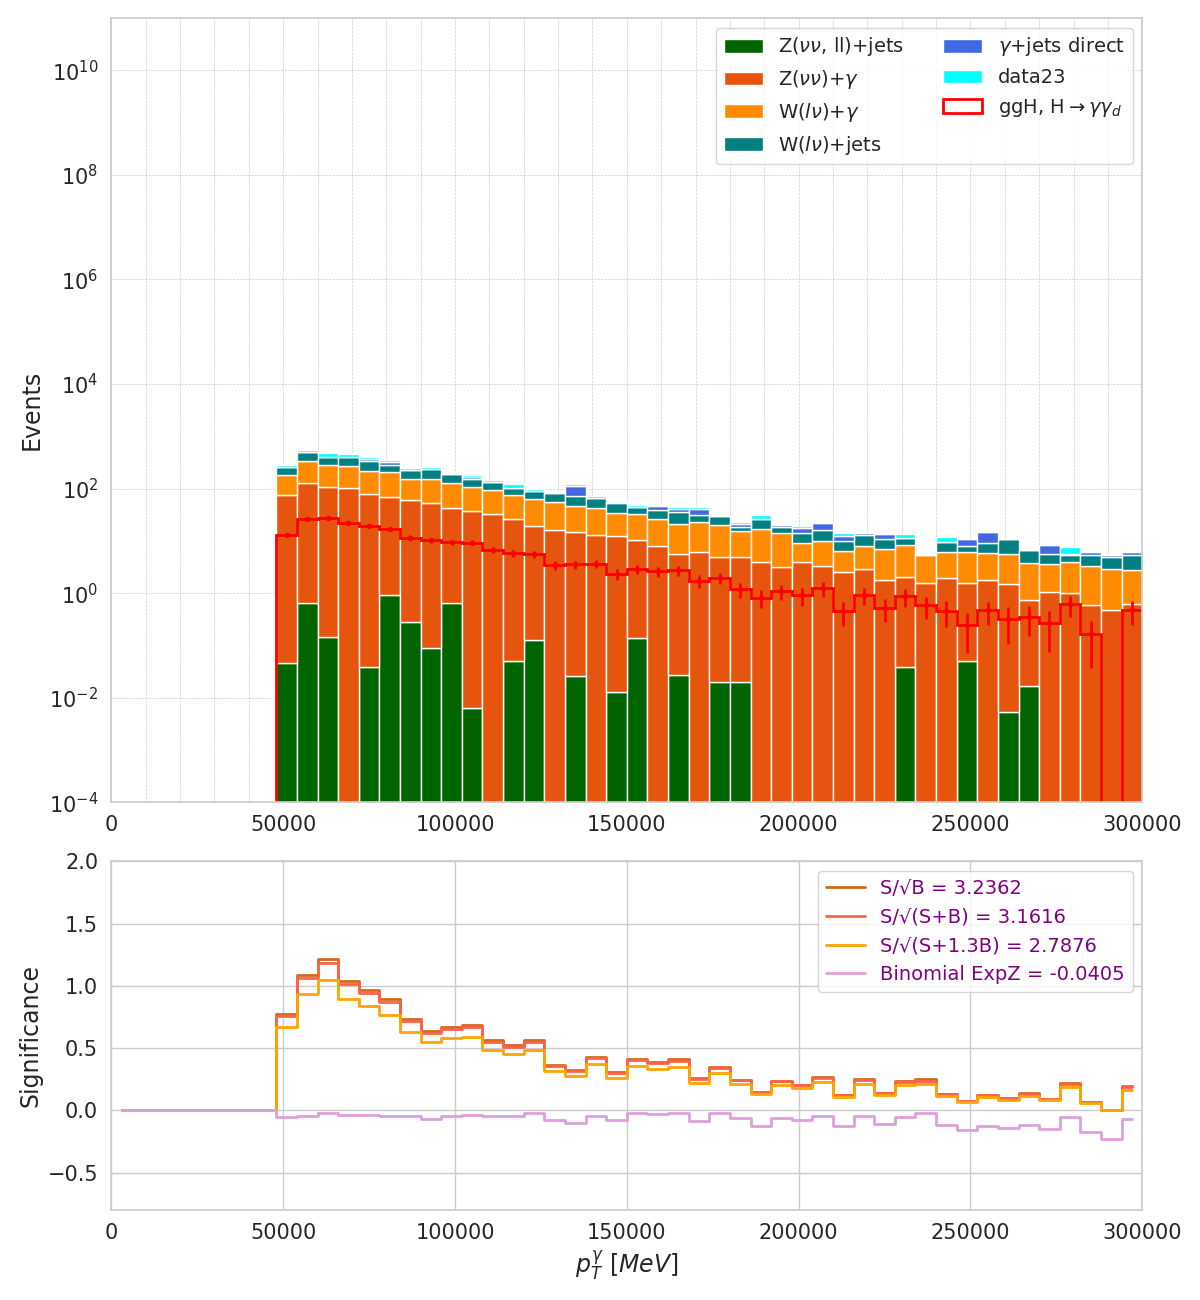 Z(νν, ll)+jets
Z(νν)+γ
W(lν)+γ
W(lν)+jets
γ+jets direct
data23
ggH, H→γγ_d
Events
10^10
10^8
10^6
10^4
10^2
10^0
10^−2
10^−4
0 50000 100000 150000 200000 250000 300000
S/√B = 3.2362
S/√(S+B) = 3.1616
S/√(S+1.3B) = 2.7876
Binomial ExpZ = -0.0405
Significance
2.0
1.5
1.0
0.5
0.0
−0.5
0 50000 100000 150000 200000 250000 300000
p_T^γ [MeV]